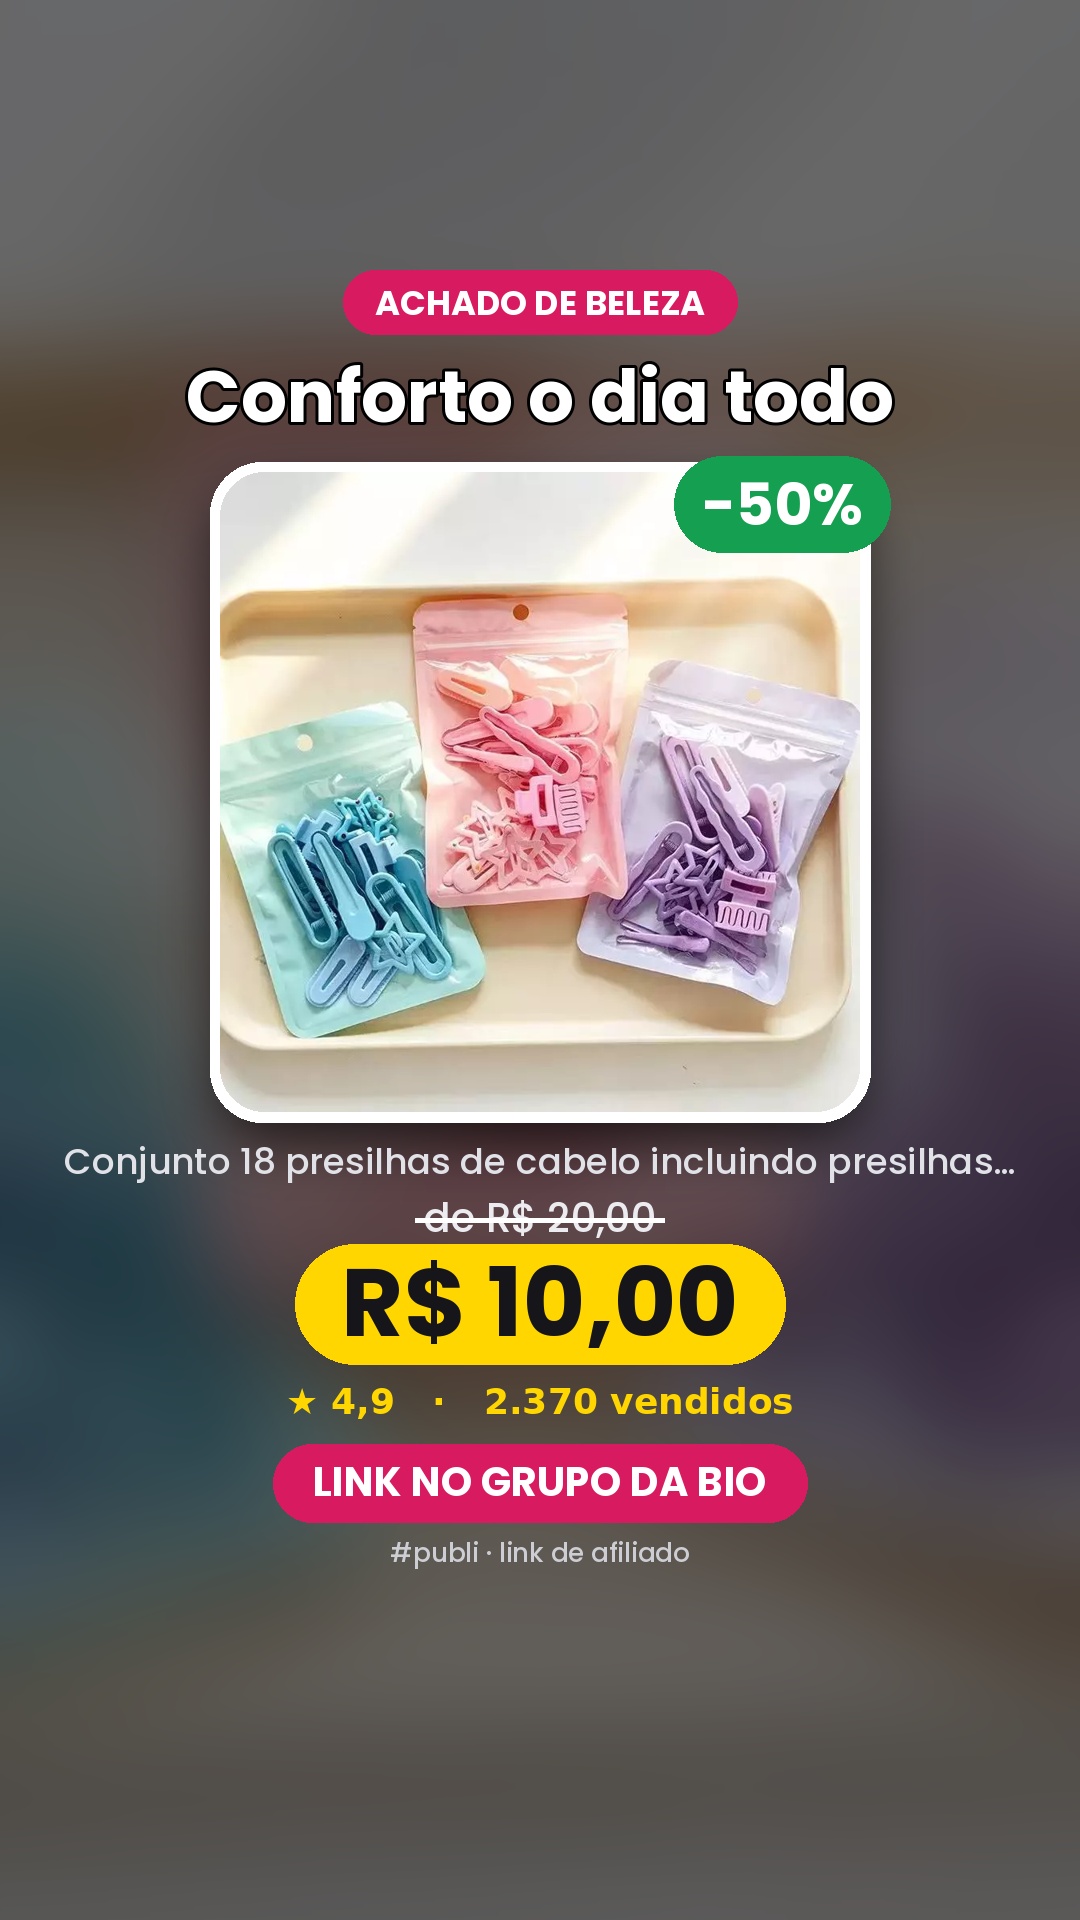 ACHADO DE BELEZA
Conforto o dia todo
-50%
Conjunto 18 presilhas de cabelo incluindo presilhas...
de R$ 20,00
R$ 10,00
★ 4,9 · 2.370 vendidos
LINK NO GRUPO DA BIO
#publi · link de afiliado